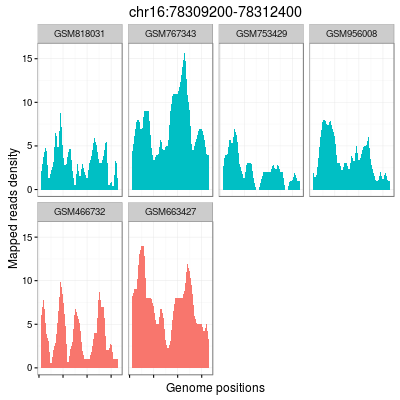 chr16:78309200-78312400
GSM818031 GSM767343 GSM753429 GSM956008
15
10
5
0
GSM466732 GSM663427
15
10
5
0
Mapped reads density
Genome positions